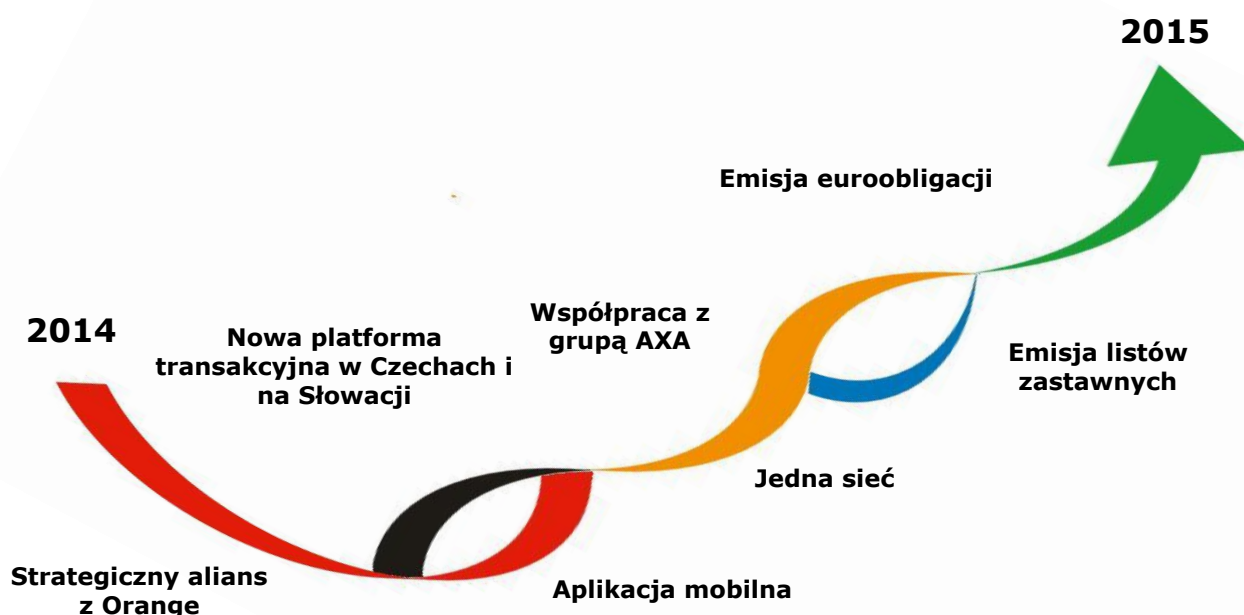 2015
Emisja euroobligacji
2014
Nowa platforma
transakcyjna w Czechach i
na Słowacji
Współpraca z
grupą AXA
Emisja listów
zastawnych
Jedna sieć
Strategiczny alians
z Orange
Aplikacja mobilna